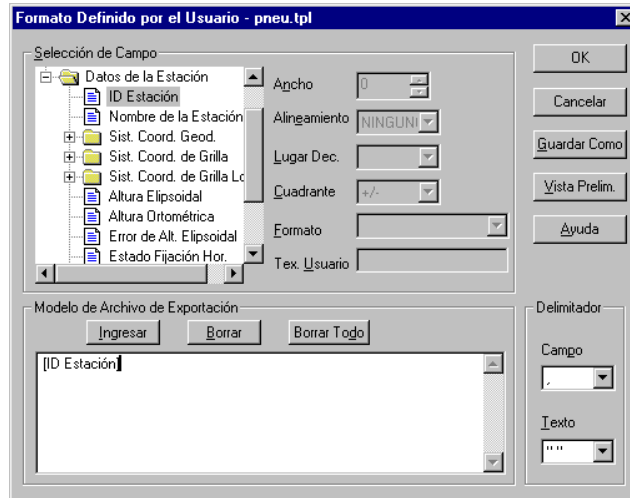 Formato Definido por el Usuario - pneu.tpl
Selección de Campo
Datos de la Estación
ID Estación
Nombre de la Estación
Sist. Coord. Geod.
Sist. Coord. de Grilla
Sist. Coord. de Grilla Lc
Altura Elipsoidal
Altura Ortométrica
Error de Alt. Elipsoidal
Estado Fijación Hor.
Ancho 0
Alineamiento NINGUN
Lugar Dec.
Cuadrante +/-
Formato
Tex. Usuario
OK
Cancelar
Guardar Como
Vista Prelim.
Ayuda
Modelo de Archivo de Exportación
Ingresar Borrar Borrar Todo
[ID Estación]
Delimitador
Campo
,
Texto
" "